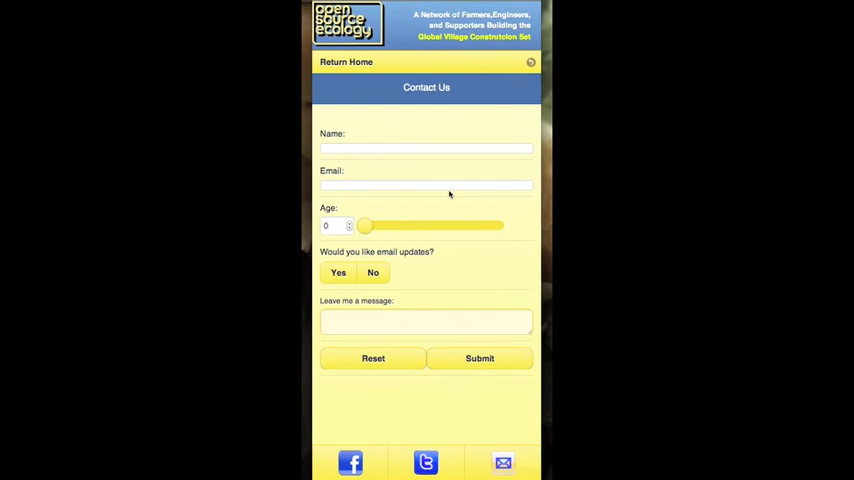 open
source
ecology
A Network of Farmers,Engineers,
and Supporters Building the
Global Village Construtcion Set
Return Home
Contact Us
Name:
Email:
Age:
0
Would you like email updates?
Yes No
Leave me a message:
Reset Submit